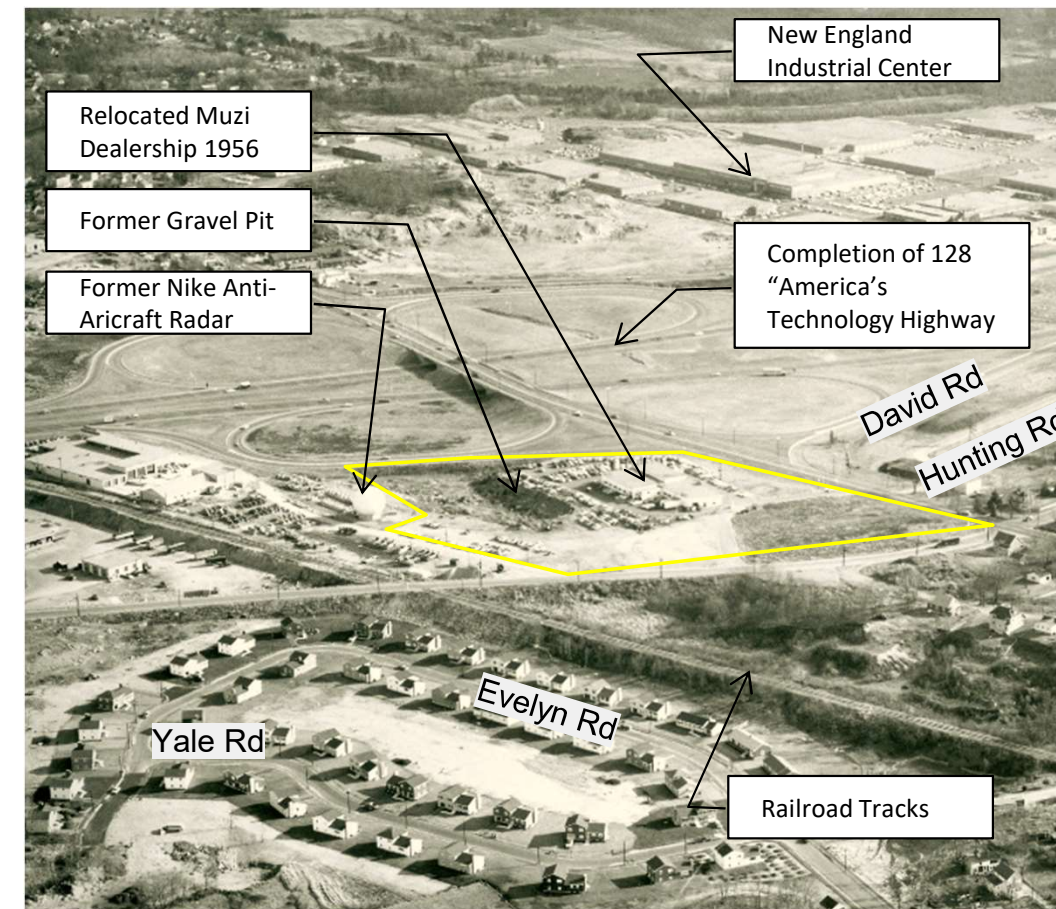 New England
Industrial Center
Relocated Muzi
Dealership 1956
Former Gravel Pit
Former Nike Anti-
Aricraft Radar
Completion of 128
“America’s
Technology Highway
David Rd
Hunting Rd
Evelyn Rd
Yale Rd
Railroad Tracks